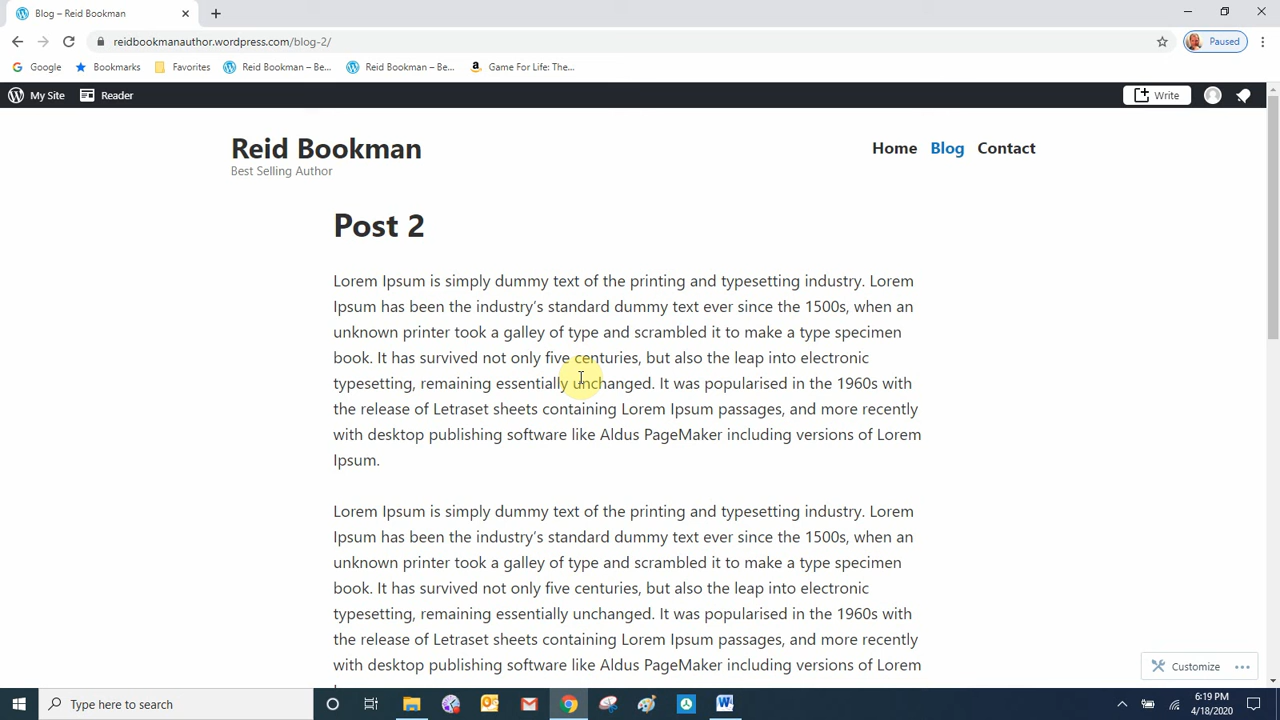 Blog – Reid Bookman
reidbookmanauthor.wordpress.com/blog-2/
Paused
Google Bookmarks Favorites Reid Bookman – Be... Reid Bookman – Be... Game For Life: The...
My Site Reader Write
Reid Bookman
Best Selling Author
Home Blog Contact
Post 2
Lorem Ipsum is simply dummy text of the printing and typesetting industry. Lorem
Ipsum has been the industry’s standard dummy text ever since the 1500s, when an
unknown printer took a galley of type and scrambled it to make a type specimen
book. It has survived not only five centuries, but also the leap into electronic
typesetting, remaining essentially unchanged. It was popularised in the 1960s with
the release of Letraset sheets containing Lorem Ipsum passages, and more recently
with desktop publishing software like Aldus PageMaker including versions of Lorem
Ipsum.
Lorem Ipsum is simply dummy text of the printing and typesetting industry. Lorem
Ipsum has been the industry’s standard dummy text ever since the 1500s, when an
unknown printer took a galley of type and scrambled it to make a type specimen
book. It has survived not only five centuries, but also the leap into electronic
typesetting, remaining essentially unchanged. It was popularised in the 1960s with
the release of Letraset sheets containing Lorem Ipsum passages, and more recently
with desktop publishing software like Aldus PageMaker including versions of Lorem
Customize
Type here to search
6:19 PM
4/18/2020